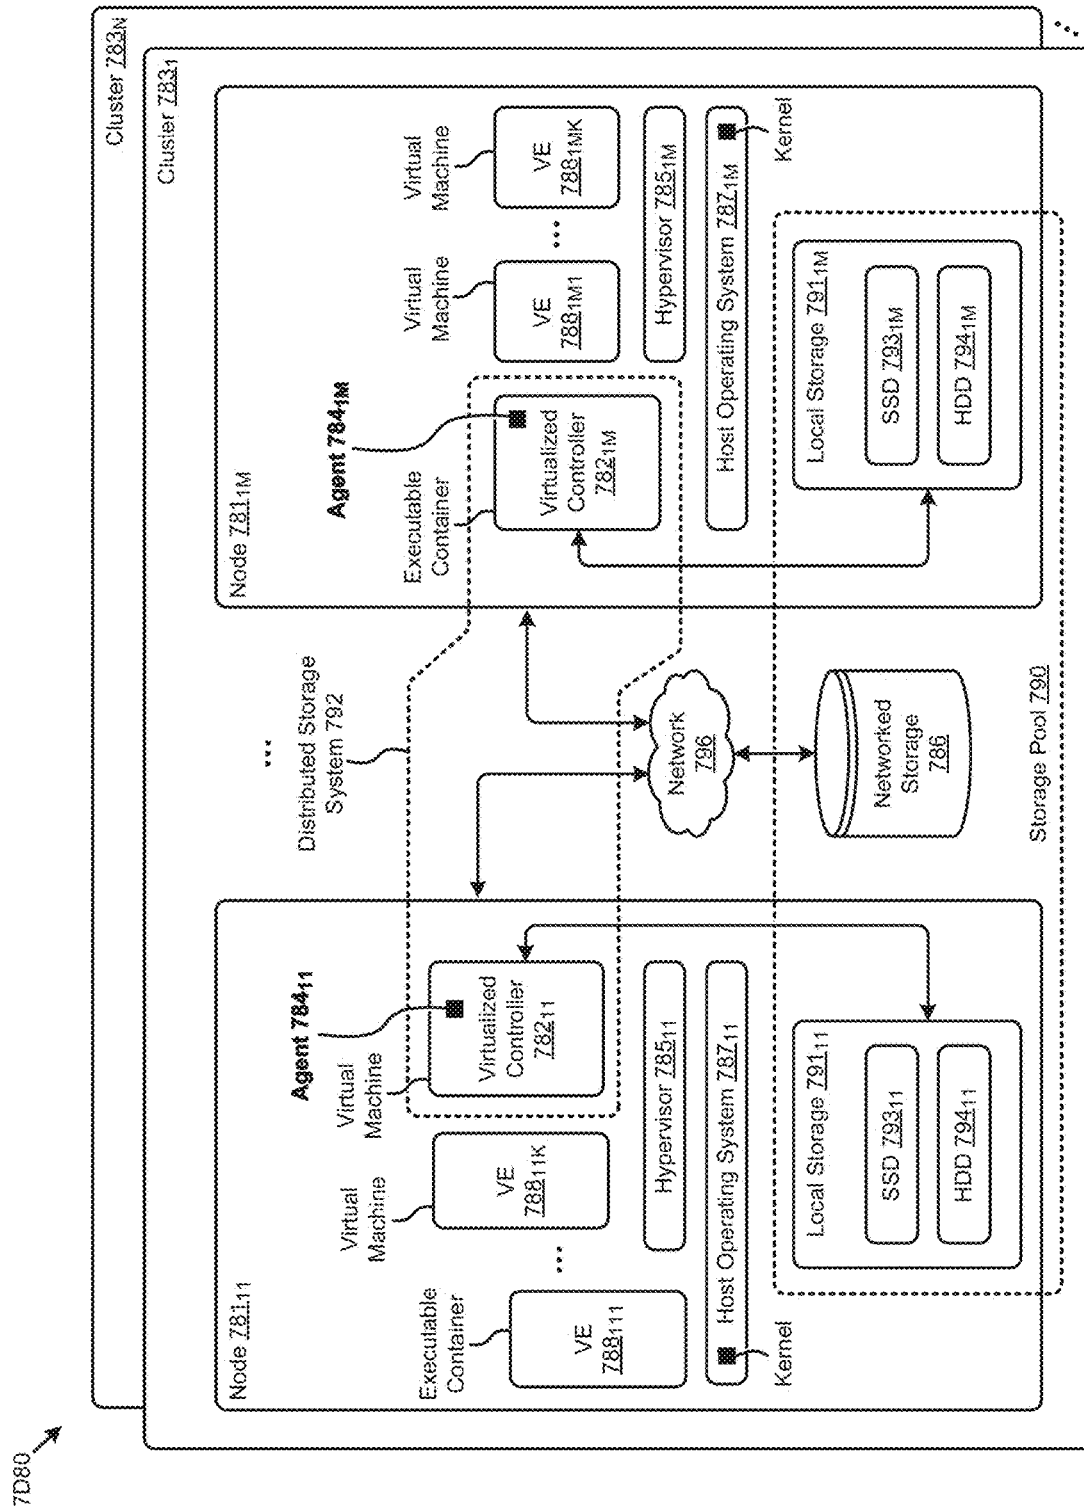 7D80
Cluster 783N
Cluster 7831
Node 78111
Agent 78411
Executable
Container
VE
788111
Virtual
Machine
VE
78811K
Virtual
Machine
Virtualized
Controller
78211
Hypervisor 78511
Host Operating System 78711
Kernel
Local Storage 79111
SSD 79311
HDD 79411
...
...
Distributed Storage
System 792
Network
796
Networked
Storage
786
Storage Pool 790
Node 7811M
Agent 7841M
Executable
Container
Virtualized
Controller
7821M
Virtual
Machine
VE
7881M1
...
Virtual
Machine
VE
7881MK
Hypervisor 7851M
Host Operating System 7871M
Kernel
Local Storage 7911M
SSD 7931M
HDD 7941M
...